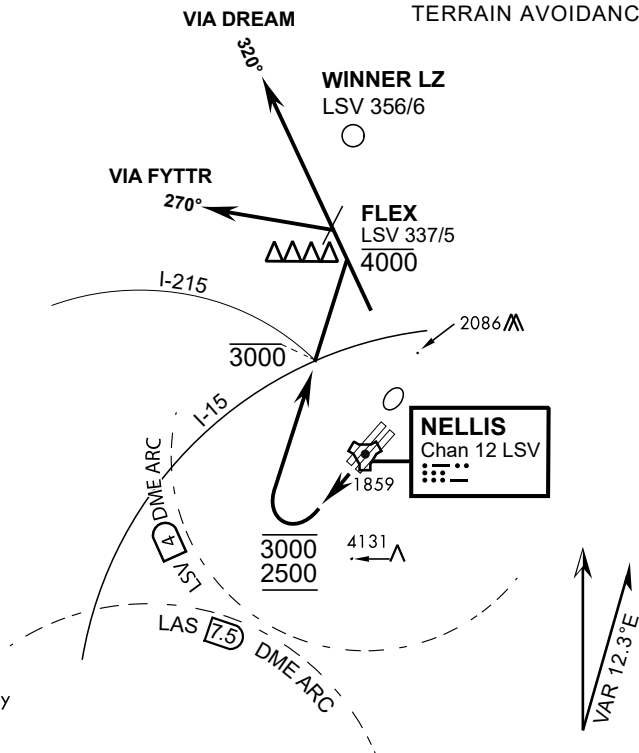 TERRAIN AVOIDANC
VIA DREAM
320°
WINNER LZ
LSV 356/6
VIA FYTTR
270°
FLEX
LSV 337/5
4000
I-215
2086
3000
I-15
NELLIS
Chan 12 LSV
1859
LSV 4 DME ARC
3000
2500
4131
LAS 7.5 DME ARC
VAR 12.3°E
y